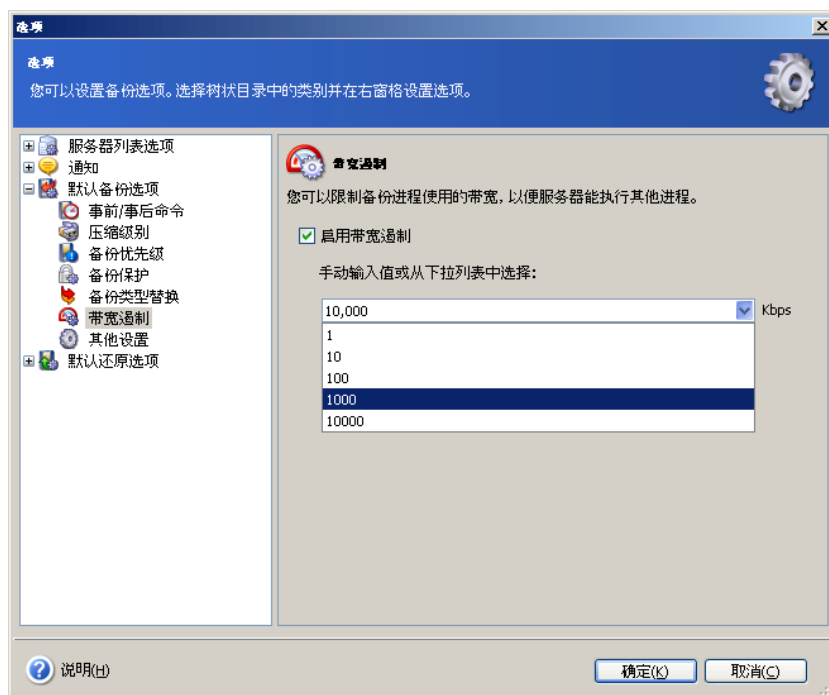 选项
选项
您可以设置备份选项。选择树状目录中的类别并在右窗格设置选项。
服务器列表选项
通知
默认备份选项
事前/事后命令
压缩级别
备份优先级
备份保护
备份类型替换
带宽遏制
其他设置
默认还原选项
带宽遏制
您可以限制备份进程使用的带宽,以便服务器能执行其他进程。
启用带宽遏制
手动输入值或从下拉列表中选择:
10,000 Kbps
1
10
100
1000
10000
说明(H)
确定(K) 取消(C)